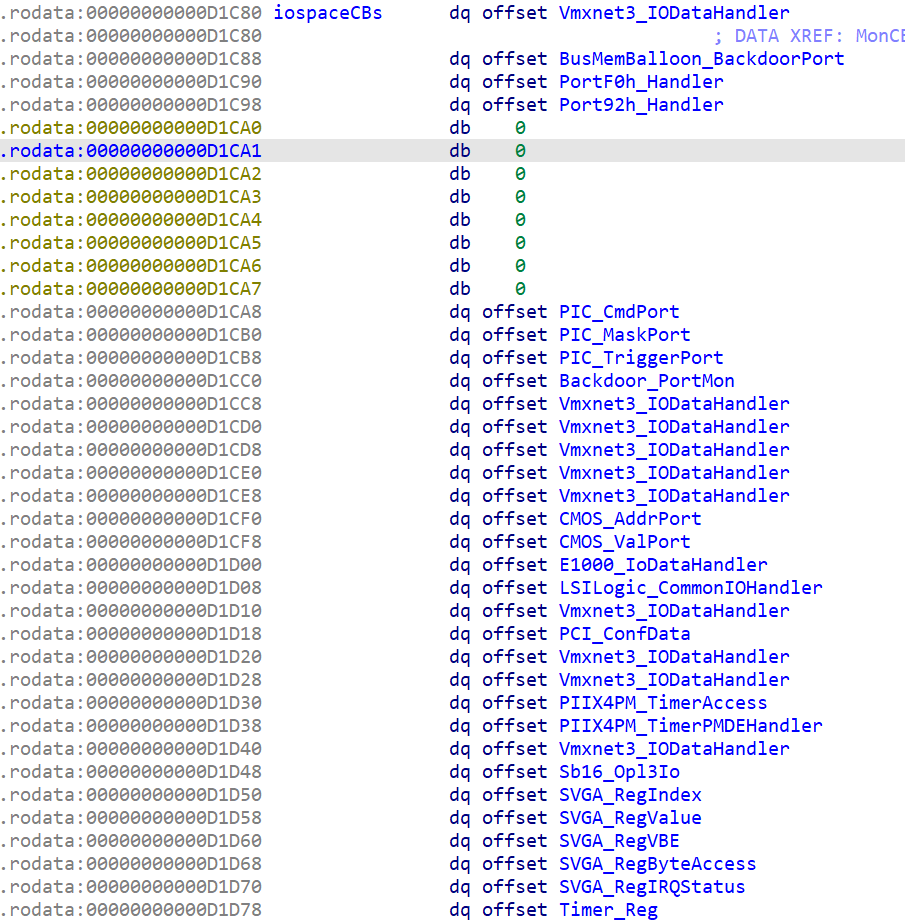 .rodata:00000000000D1C80 iospaceCBs dq offset Vmxnet3_IODataHandler
.rodata:00000000000D1C80 ; DATA XREF: MonCB
.rodata:00000000000D1C88 dq offset BusMemBalloon_BackdoorPort
.rodata:00000000000D1C90 dq offset PortF0h_Handler
.rodata:00000000000D1C98 dq offset Port92h_Handler
.rodata:00000000000D1CA0 db 0
.rodata:00000000000D1CA1 db 0
.rodata:00000000000D1CA2 db 0
.rodata:00000000000D1CA3 db 0
.rodata:00000000000D1CA4 db 0
.rodata:00000000000D1CA5 db 0
.rodata:00000000000D1CA6 db 0
.rodata:00000000000D1CA7 db 0
.rodata:00000000000D1CA8 dq offset PIC_CmdPort
.rodata:00000000000D1CB0 dq offset PIC_MaskPort
.rodata:00000000000D1CB8 dq offset PIC_TriggerPort
.rodata:00000000000D1CC0 dq offset Backdoor_PortMon
.rodata:00000000000D1CC8 dq offset Vmxnet3_IODataHandler
.rodata:00000000000D1CD0 dq offset Vmxnet3_IODataHandler
.rodata:00000000000D1CD8 dq offset Vmxnet3_IODataHandler
.rodata:00000000000D1CE0 dq offset Vmxnet3_IODataHandler
.rodata:00000000000D1CE8 dq offset Vmxnet3_IODataHandler
.rodata:00000000000D1CF0 dq offset CMOS_AddrPort
.rodata:00000000000D1CF8 dq offset CMOS_ValPort
.rodata:00000000000D1D00 dq offset E1000_IoDataHandler
.rodata:00000000000D1D08 dq offset LSILogic_CommonIOHandler
.rodata:00000000000D1D10 dq offset Vmxnet3_IODataHandler
.rodata:00000000000D1D18 dq offset PCI_ConfData
.rodata:00000000000D1D20 dq offset Vmxnet3_IODataHandler
.rodata:00000000000D1D28 dq offset Vmxnet3_IODataHandler
.rodata:00000000000D1D30 dq offset PIIX4PM_TimerAccess
.rodata:00000000000D1D38 dq offset PIIX4PM_TimerPMDEHandler
.rodata:00000000000D1D40 dq offset Vmxnet3_IODataHandler
.rodata:00000000000D1D48 dq offset Sb16_Opl3Io
.rodata:00000000000D1D50 dq offset SVGA_RegIndex
.rodata:00000000000D1D58 dq offset SVGA_RegValue
.rodata:00000000000D1D60 dq offset SVGA_RegVBE
.rodata:00000000000D1D68 dq offset SVGA_RegByteAccess
.rodata:00000000000D1D70 dq offset SVGA_RegIRQStatus
.rodata:00000000000D1D78 dq offset Timer_Reg